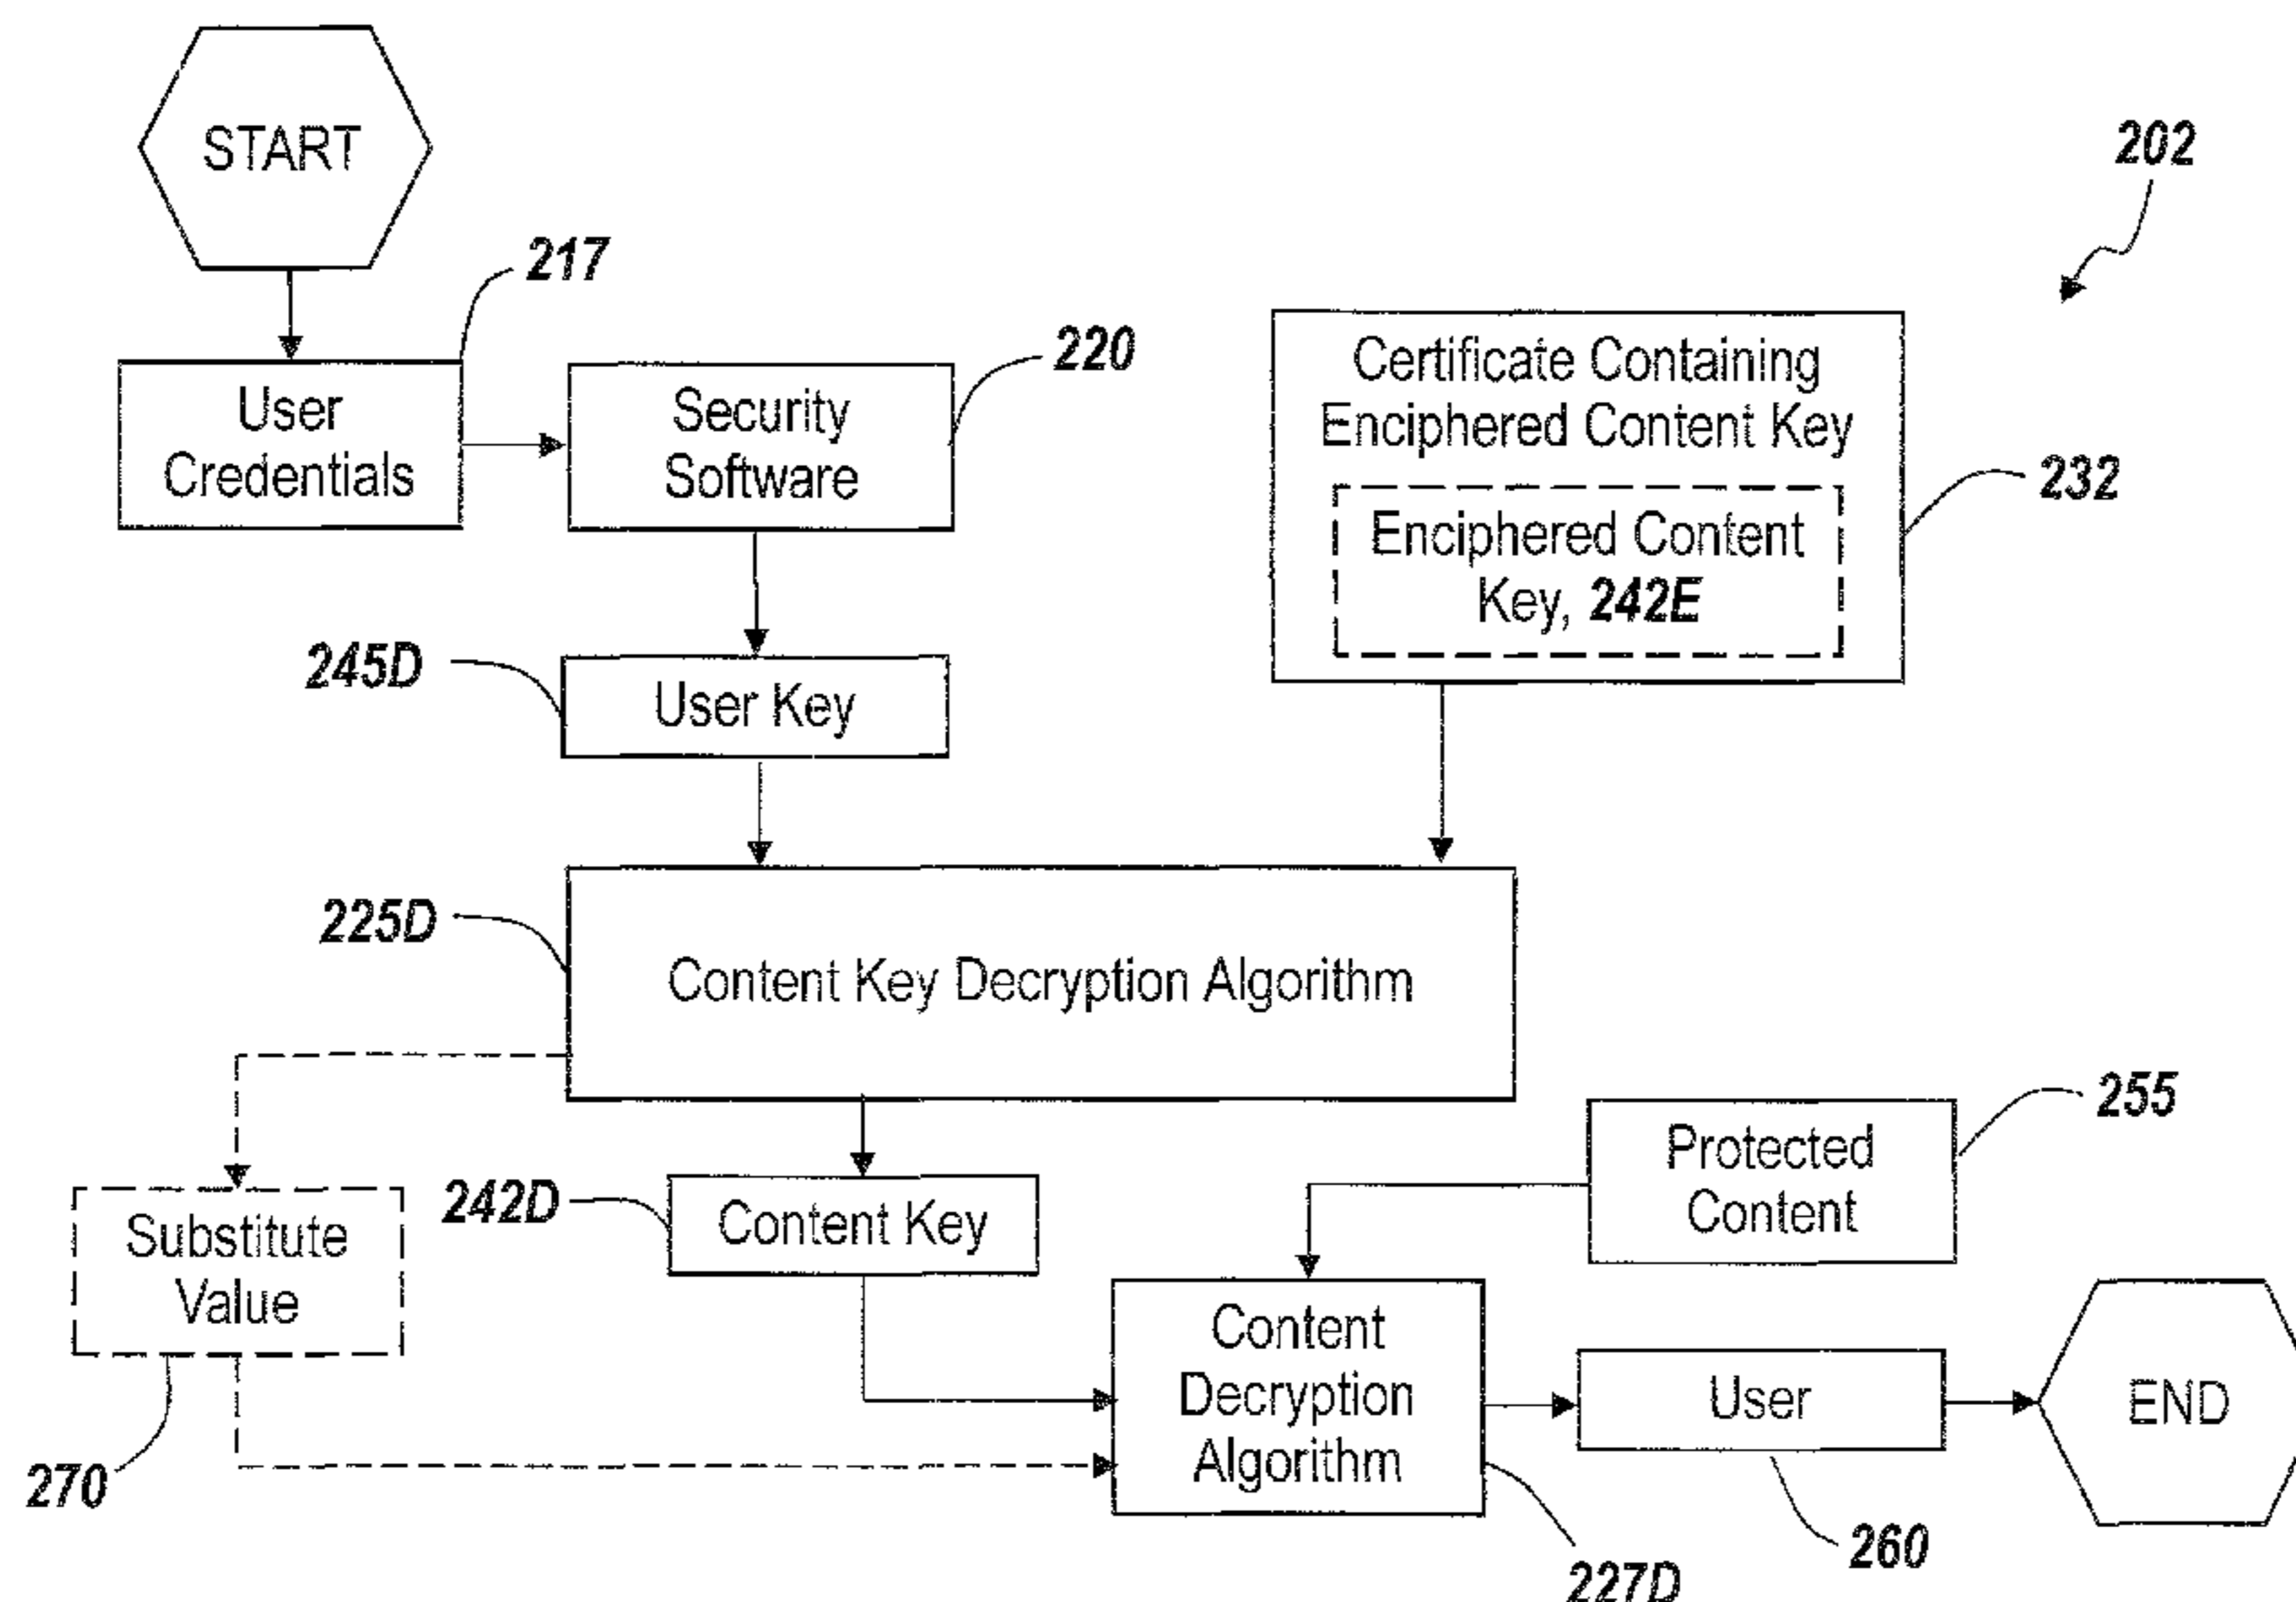 START
202
217
User
Credentials
Security
Software
220
Certificate Containing
Enciphered Content Key
232
Enciphered Content
Key, 242E
245D
User Key
225D
Content Key Decryption Algorithm
255
Protected
Content
242D
Content Key
Substitute
Value
270
Content
Decryption
Algorithm
227D
User
260
END